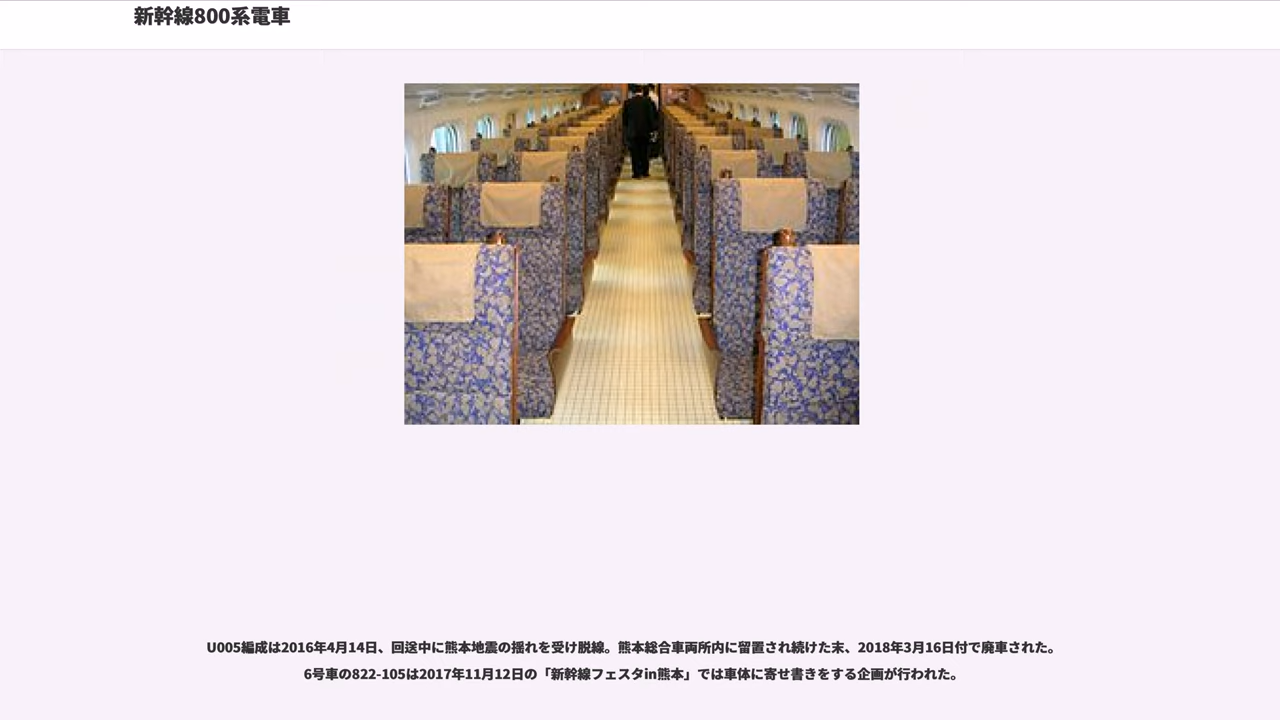 新幹線800系電車
U005編成は2016年4月14日、回送中に熊本地震の揺れを受け脱線。熊本総合車両所内に留置され続けた末、2018年3月16日付で廃車された。
6号車の822-105は2017年11月12日の「新幹線フェスタin熊本」では車体に寄せ書きをする企画が行われた。